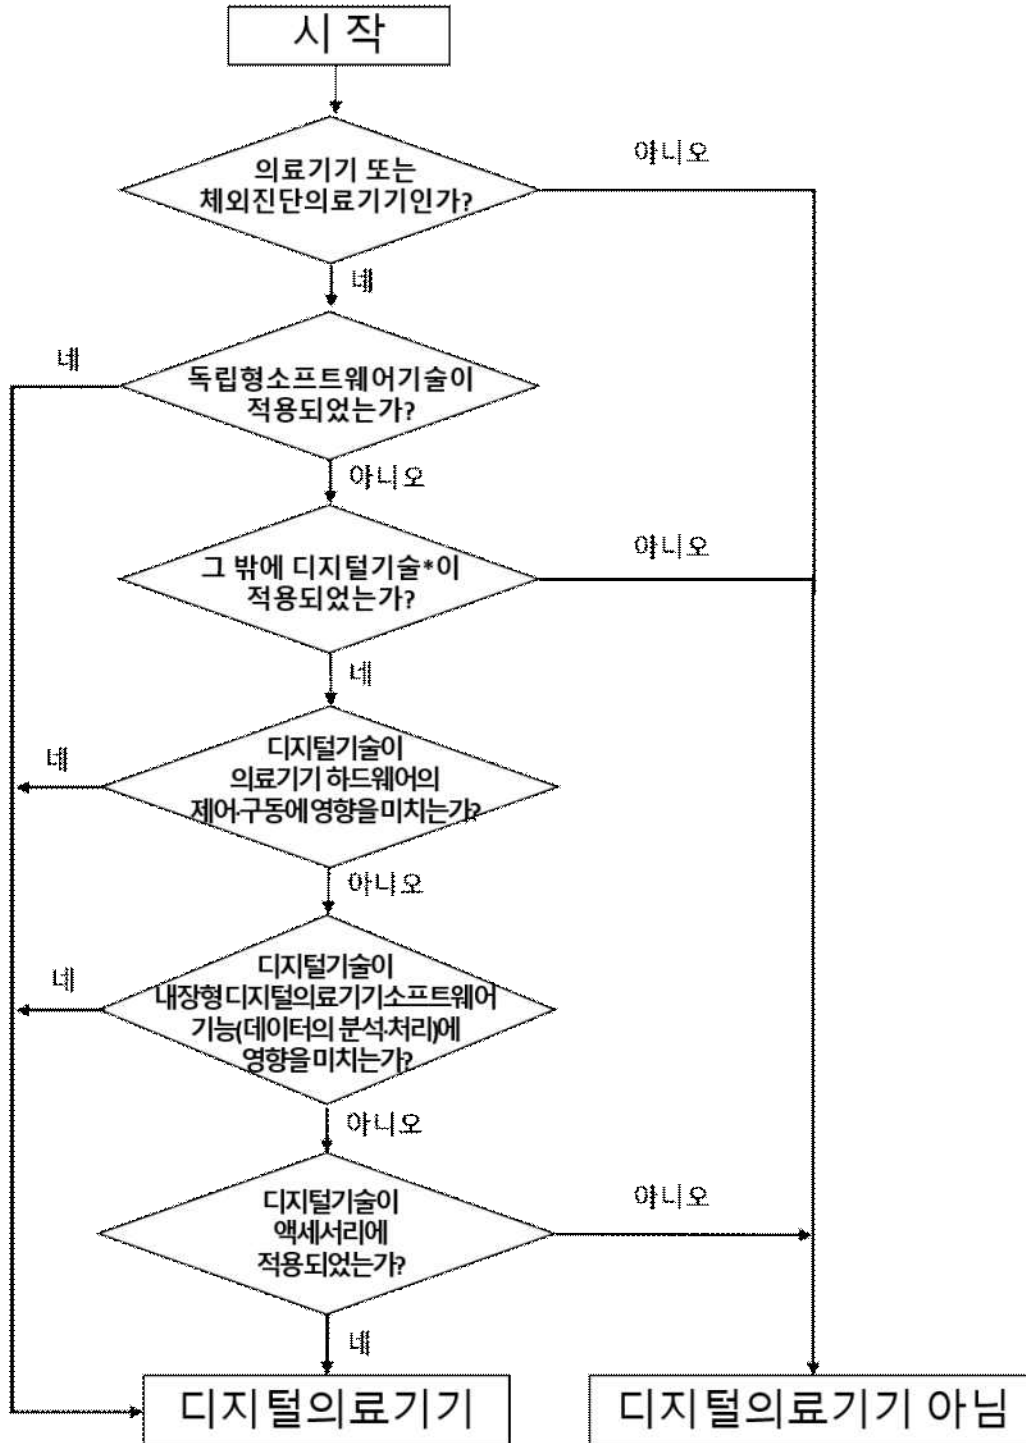 시 작
아니오
의료기기 또는
체외진단의료기기인가?
네
네
독립형소프트웨어기술이
적용되었는가?
아니오
아니오
그 밖에 디지털기술*이
적용되었는가?
네
디지털기술이
네
의료기기 하드웨어의
제어·구동에 영향을 미치는가?
아니오
디지털기술이
네
내장형 디지털의료기기소프트웨어
기능(데이터의 분석·처리)에
영향을 미치는가?
아니오
아니오
디지털기술이
액세서리에
적용되었는가?
네
디지털의료기기
디지털의료기기 아님